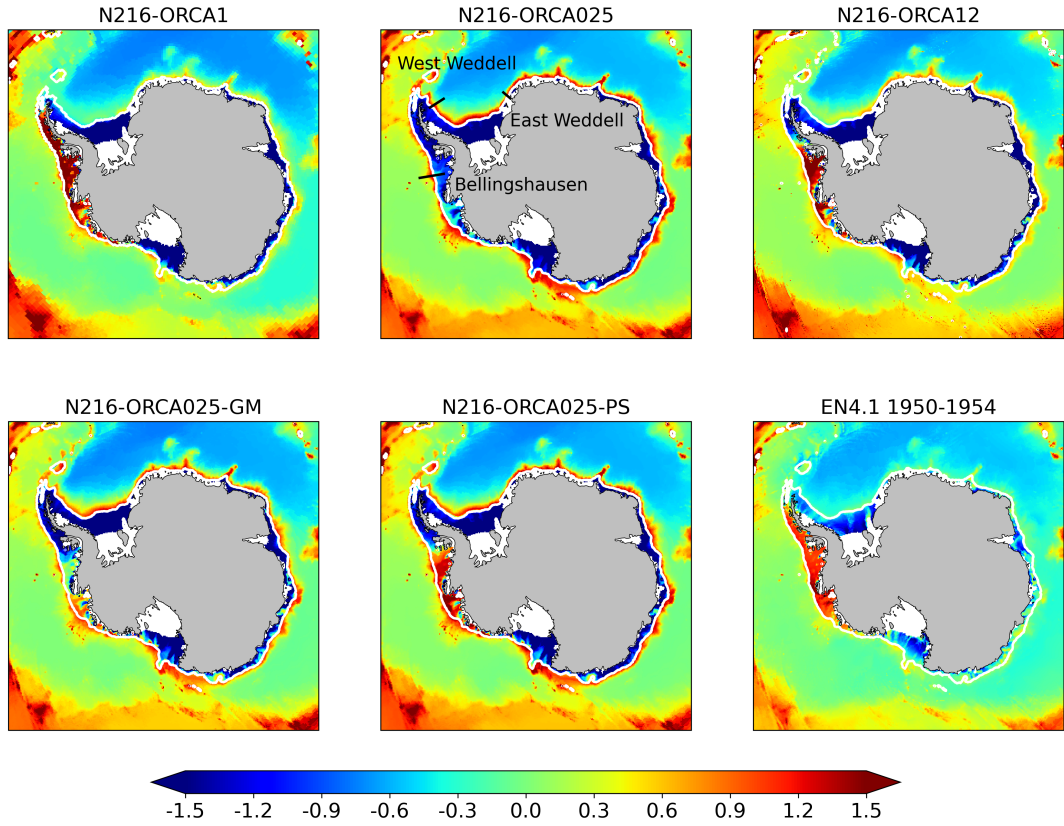 N216-ORCA1
N216-ORCA025
N216-ORCA12
West Weddell
East Weddell
Bellingshausen
N216-ORCA025-GM
N216-ORCA025-PS
EN4.1 1950-1954
-1.5 -1.2 -0.9 -0.6 -0.3 0.0 0.3 0.6 0.9 1.2 1.5